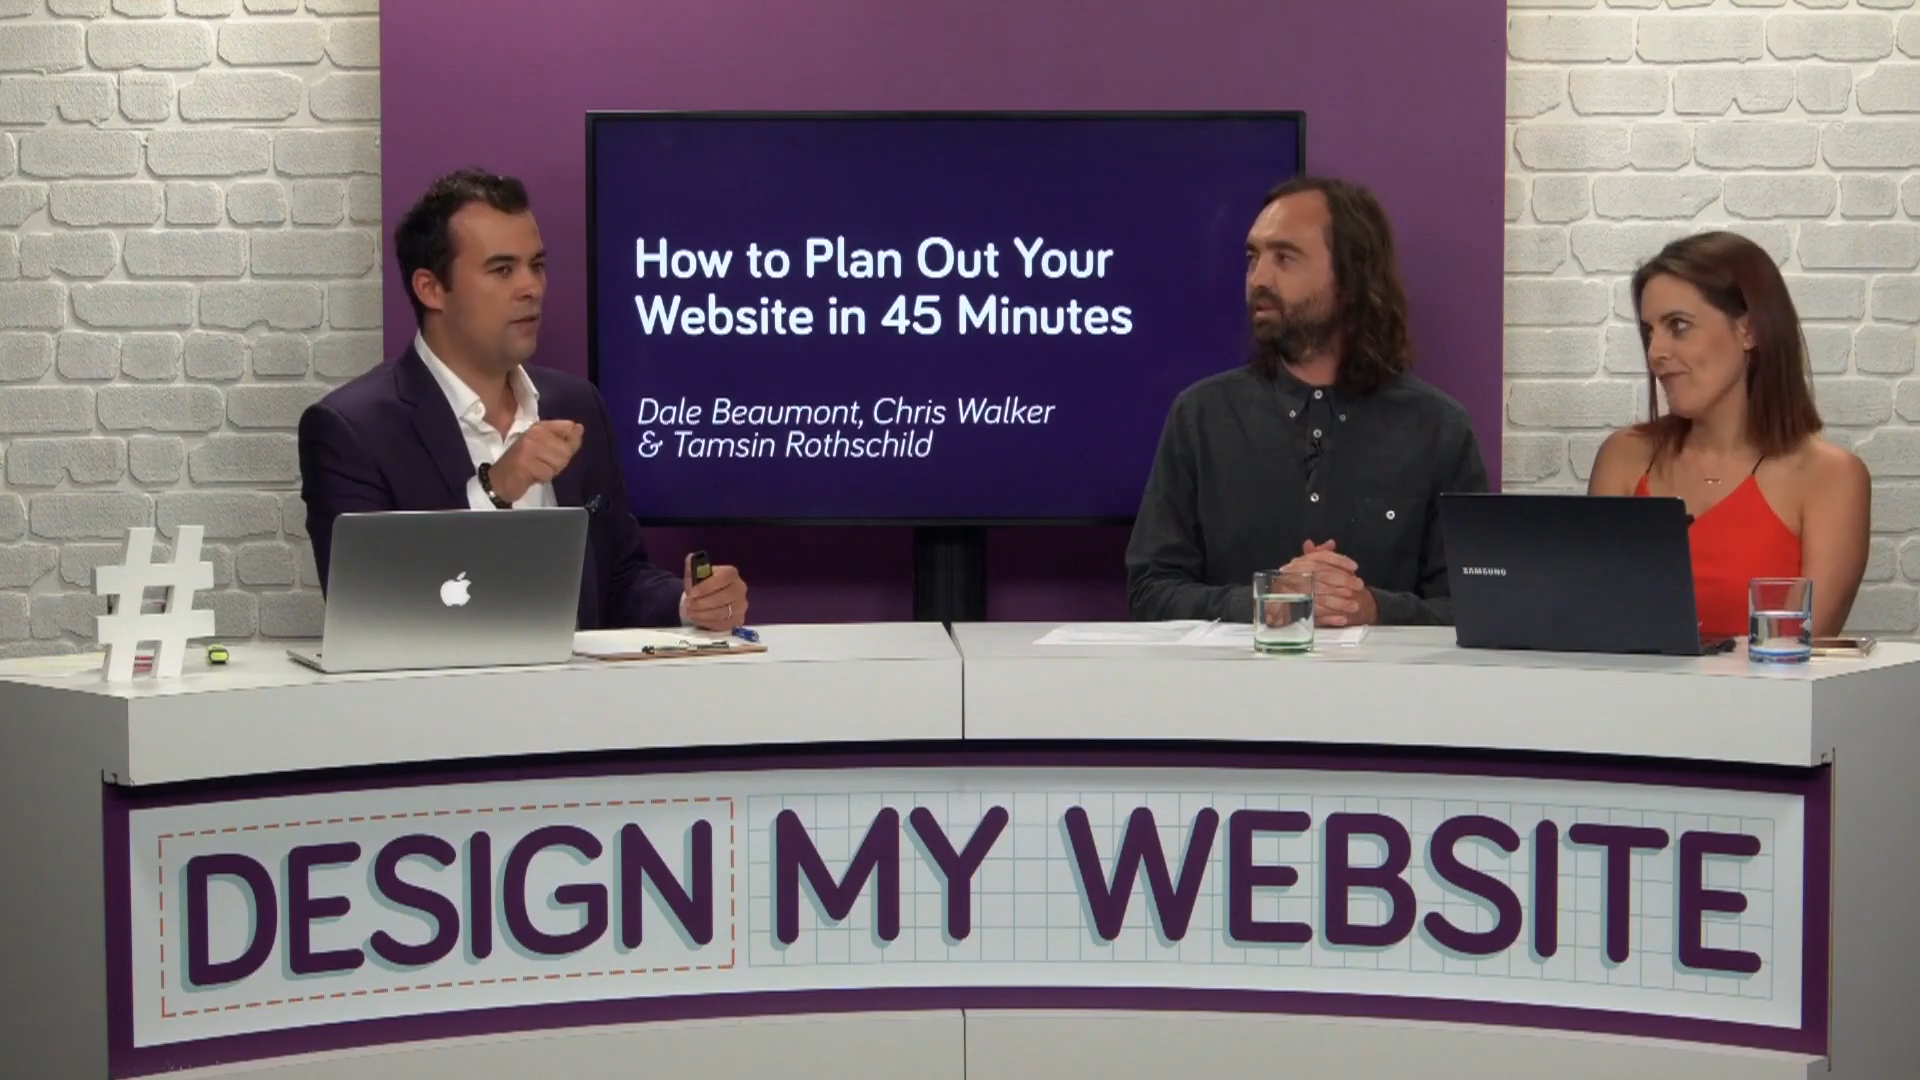 How to Plan Out Your
Website in 45 Minutes
Dale Beaumont, Chris Walker
& Tamsin Rothschild
#
SAMSUNG
DESIGN MY WEBSITE